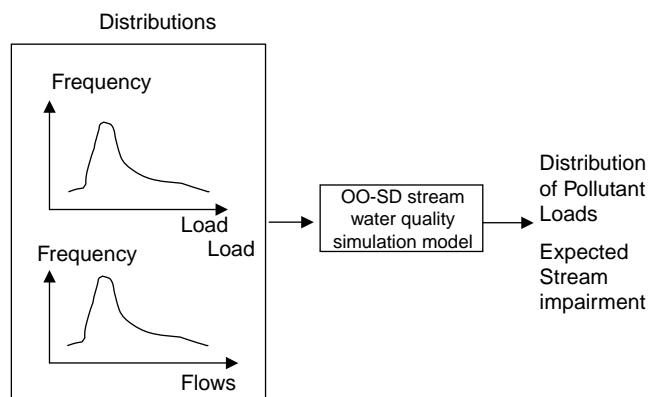 Distributions
Frequency
Load
Load
Frequency
Flows
OO-SD stream
water quality
simulation model
Distribution
of Pollutant
Loads
Expected
Stream
impairment